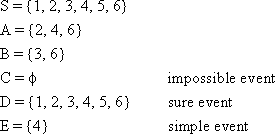 S = {1, 2, 3, 4, 5, 6}
A = {2, 4, 6}
B = {3, 6}
C = ϕ impossible event
D = {1, 2, 3, 4, 5, 6} sure event
E = {4} simple event